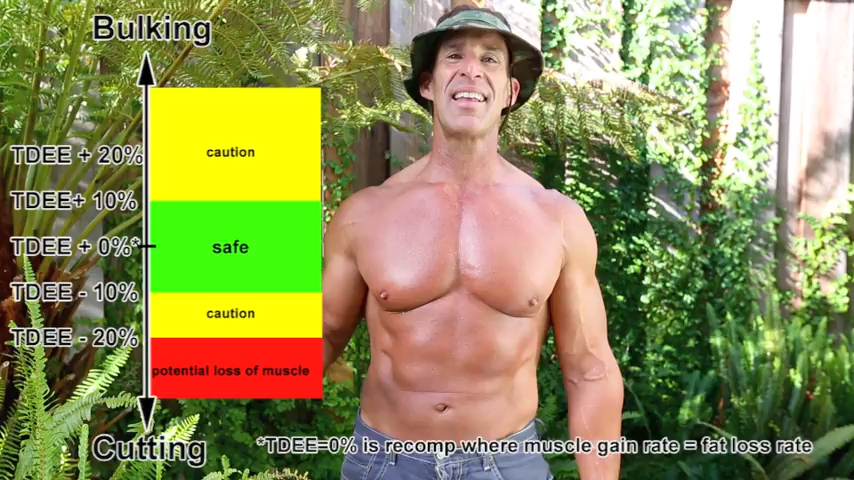 Bulking
TDEE + 20%
caution
TDEE+ 10%
TDEE + 0%*
safe
TDEE - 10%
caution
TDEE - 20%
potential loss of muscle
Cutting
*TDEE=0% is recomp where muscle gain rate = fat loss rate